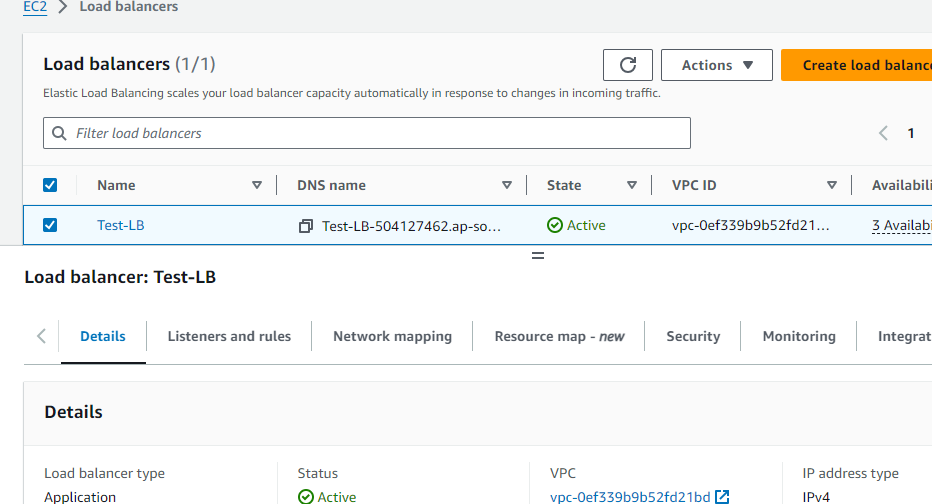 EC2 > Load balancers
Load balancers (1/1)
Actions
Create load balance
Elastic Load Balancing scales your load balancer capacity automatically in response to changes in incoming traffic.
Filter load balancers
1
Name DNS name State VPC ID Availabili
Test-LB Test-LB-504127462.ap-so... Active vpc-0ef339b9b52fd21... 3 Availabi
Load balancer: Test-LB
Details Listeners and rules Network mapping Resource map - new Security Monitoring Integrat
Details
Load balancer type Status VPC IP address type
Application Active vpc-0ef339b9b52fd21bd IPv4